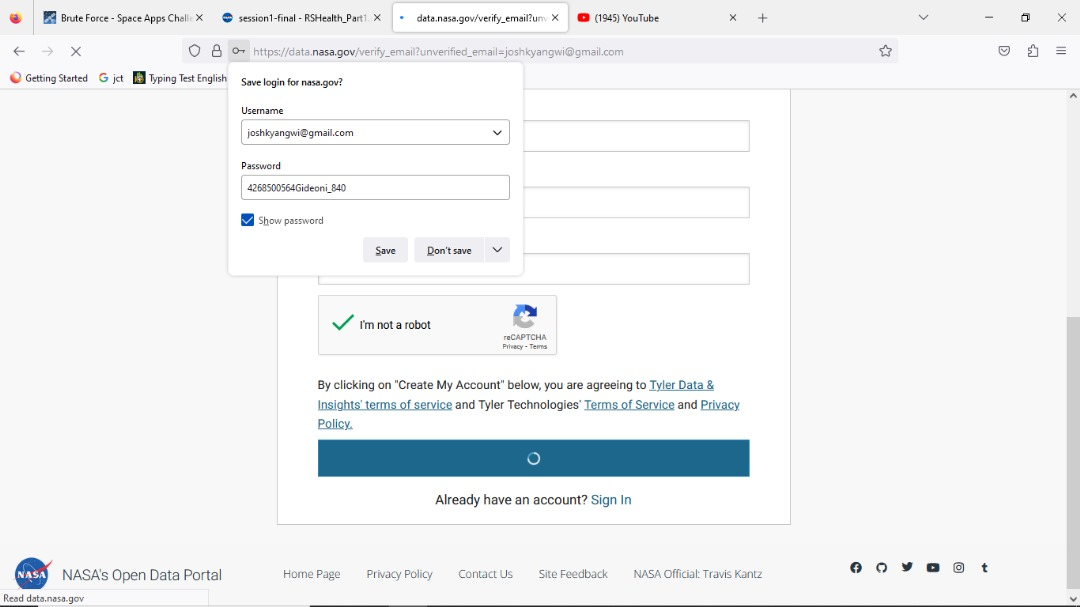 Brute Force - Space Apps Challe
session1-final - RSHealth_Part1.
data.nasa.gov/verify_email?unv
(1945) YouTube
https://data.nasa.gov/verify_email?unverified_email=joshkyangwi@gmail.com
Getting Started
jct
Typing Test English
Save login for nasa.gov?
Username
joshkyangwi@gmail.com
Password
4268500564Gideoni_840
Show password
Save
Don't save
I'm not a robot
reCAPTCHA
Privacy - Terms
By clicking on "Create My Account" below, you are agreeing to Tyler Data &
Insights' terms of service and Tyler Technologies' Terms of Service and Privacy
Policy.
Already have an account? Sign In
NASA
NASA's Open Data Portal
Home Page
Privacy Policy
Contact Us
Site Feedback
NASA Official: Travis Kantz
Read data.nasa.gov